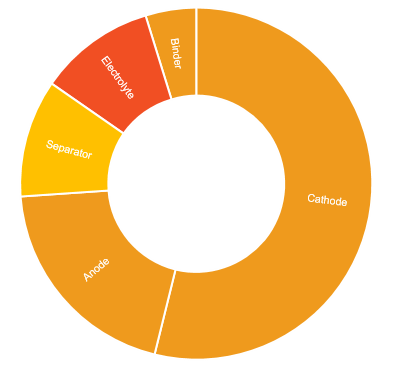 Binder
Electrolyte
Separator
Cathode
Anode